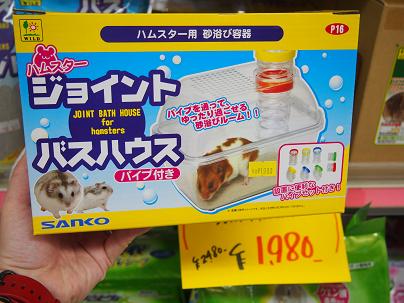 WILD
ハムスター用 砂浴び容器
P16
ハムスター
ジョイント
JOINT BATH HOUSE
for
hamsters
バスハウス
パイプ付き
パイプを通って、
ゆったり過ごせる
砂浴びルーム!!
SANKO
1980